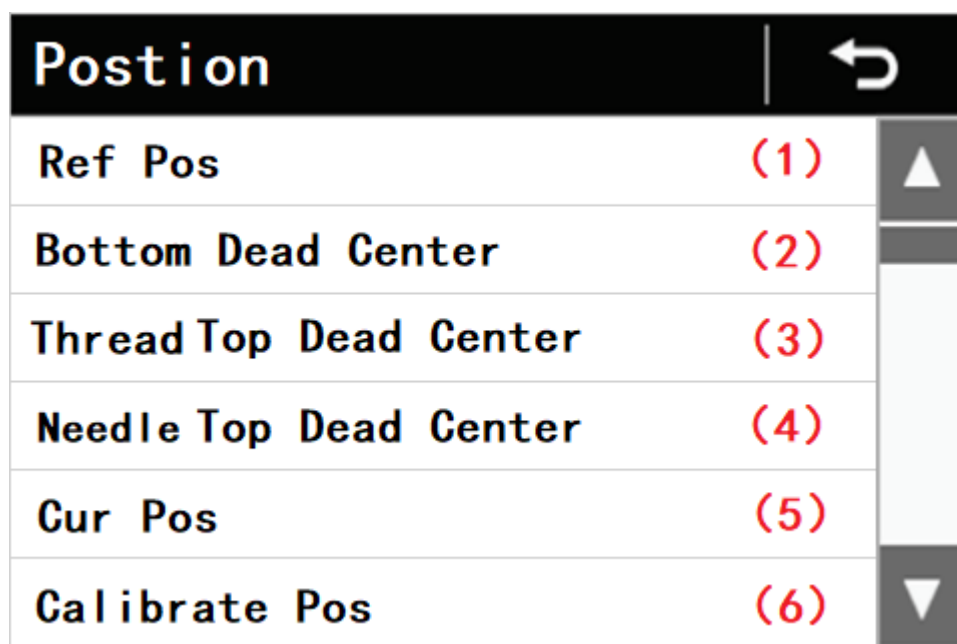 Postion
Ref Pos (1)
Bottom Dead Center (2)
Thread Top Dead Center (3)
Needle Top Dead Center (4)
Cur Pos (5)
Calibrate Pos (6)